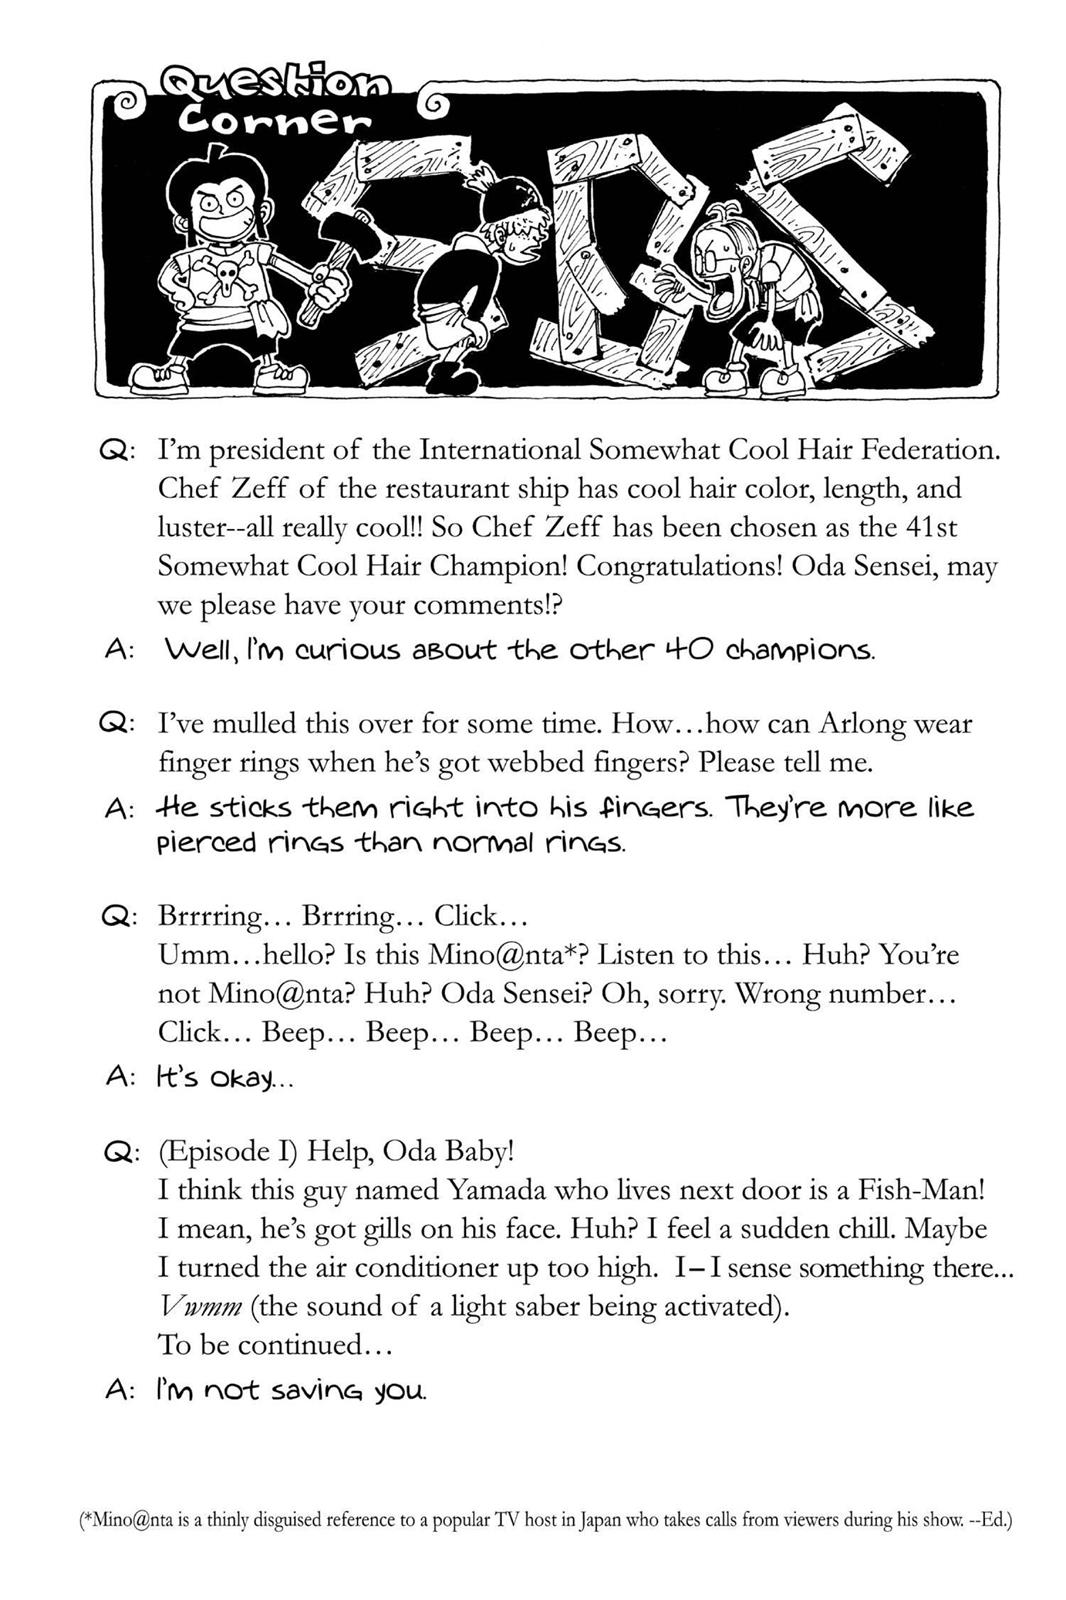 Question
Corner
SBS
Q: I'm president of the International Somewhat Cool Hair Federation.
Chef Zeff of the restaurant ship has cool hair color, length, and
luster--all really cool!! So Chef Zeff has been chosen as the 41st
Somewhat Cool Hair Champion! Congratulations! Oda Sensei, may
we please have your comments!?
A: Well, I'm curious about the other 40 champions.
Q: I've mulled this over for some time. How...how can Arlong wear
finger rings when he's got webbed fingers? Please tell me.
A: He sticks them right into his fingers. They're more like
pierced rings than normal rings.
Q: Brrrring... Brrring... Click...
Umm...hello? Is this Mino@nta*? Listen to this... Huh? You're
not Mino@nta? Huh? Oda Sensei? Oh, sorry. Wrong number...
Click... Beep... Beep... Beep... Beep...
A: It's okay...
Q: (Episode I) Help, Oda Baby!
I think this guy named Yamada who lives next door is a Fish-Man!
I mean, he's got gills on his face. Huh? I feel a sudden chill. Maybe
I turned the air conditioner up too high. I–I sense something there...
Vwmm (the sound of a light saber being activated).
To be continued...
A: I'm not saving you.
(*Mino@nta is a thinly disguised reference to a popular TV host in Japan who takes calls from viewers during his show. --Ed.)